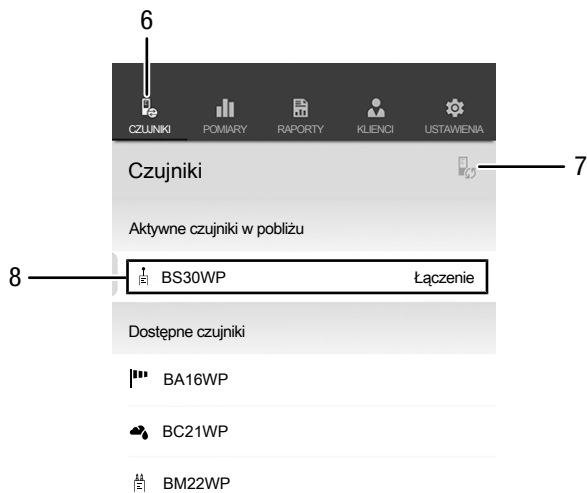 6
CZUJNIKI POMIARY RAPORTY KLIENCI USTAWIENIA
Czujniki
7
Aktywne czujniki w pobliżu
8
BS30WP Łączenie
Dostępne czujniki
BA16WP
BC21WP
BM22WP